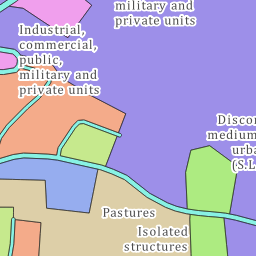 military and
private units
Industrial,
commercial,
public,
military and
private units
Discon
medium
urba
(S.L
Pastures
Isolated
structures